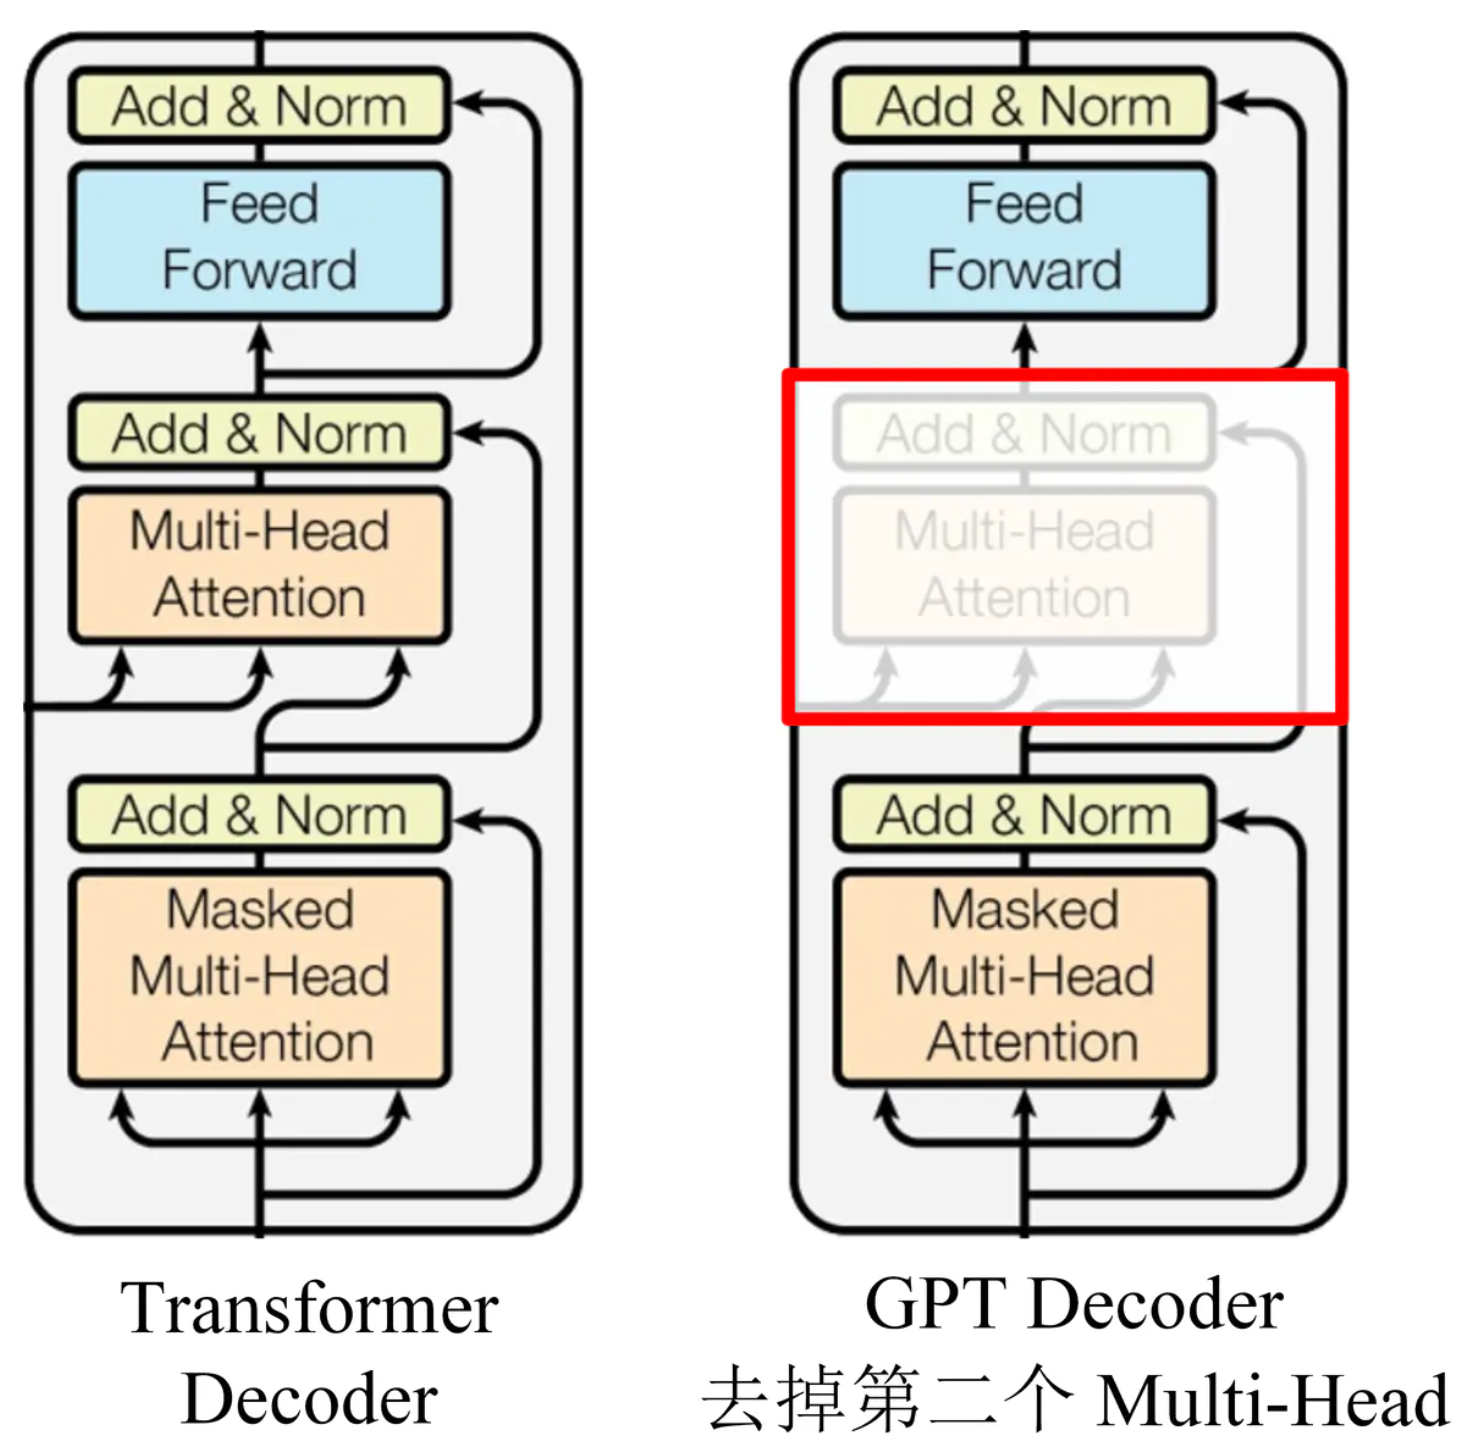 Add & Norm
Feed
Forward
Add & Norm
Multi-Head
Attention
Add & Norm
Masked
Multi-Head
Attention
Transformer
Decoder
Add & Norm
Feed
Forward
Add & Norm
Multi-Head
Attention
Add & Norm
Masked
Multi-Head
Attention
GPT Decoder
去掉第二个 Multi-Head